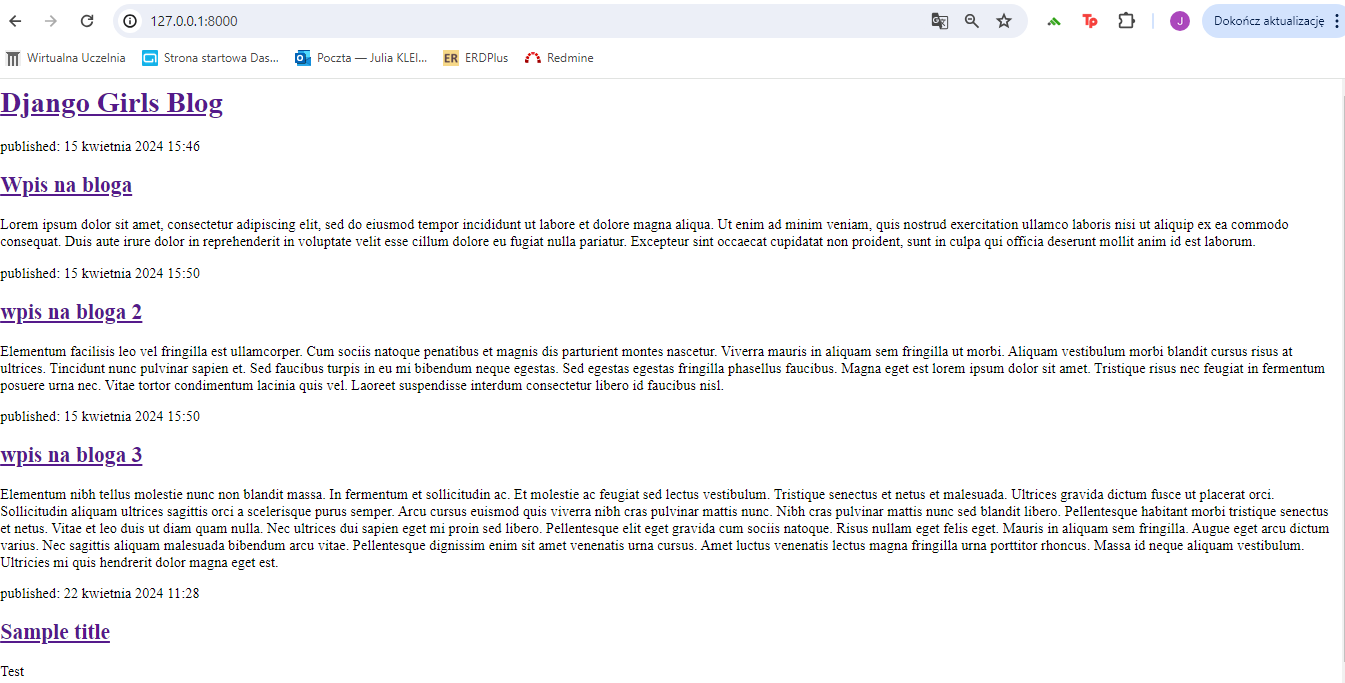 127.0.0.1:8000
J
Dokończ aktualizację
Wirtualna Uczelnia
Strona startowa Das...
Poczta — Julia KLEI...
ER ERDPlus
Redmine
Django Girls Blog
published: 15 kwietnia 2024 15:46
Wpis na bloga
Lorem ipsum dolor sit amet, consectetur adipiscing elit, sed do eiusmod tempor incididunt ut labore et dolore magna aliqua. Ut enim ad minim veniam, quis nostrud exercitation ullamco laboris nisi ut aliquip ex ea commodo
consequat. Duis aute irure dolor in reprehenderit in voluptate velit esse cillum dolore eu fugiat nulla pariatur. Excepteur sint occaecat cupidatat non proident, sunt in culpa qui officia deserunt mollit anim id est laborum.
published: 15 kwietnia 2024 15:50
wpis na bloga 2
Elementum facilisis leo vel fringilla est ullamcorper. Cum sociis natoque penatibus et magnis dis parturient montes nascetur. Viverra mauris in aliquam sem fringilla ut morbi. Aliquam vestibulum morbi blandit cursus risus at
ultrices. Tincidunt nunc pulvinar sapien et. Sed faucibus turpis in eu mi bibendum neque egestas. Sed egestas egestas fringilla phasellus faucibus. Magna eget est lorem ipsum dolor sit amet. Tristique risus nec feugiat in fermentum
posuere urna nec. Vitae tortor condimentum lacinia quis vel. Laoreet suspendisse interdum consectetur libero id faucibus nisl.
published: 15 kwietnia 2024 15:50
wpis na bloga 3
Elementum nibh tellus molestie nunc non blandit massa. In fermentum et sollicitudin ac. Et molestie ac feugiat sed lectus vestibulum. Tristique senectus et netus et malesuada. Ultrices gravida dictum fusce ut placerat orci.
Sollicitudin aliquam ultrices sagittis orci a scelerisque purus semper. Arcu cursus euismod quis viverra nibh cras pulvinar mattis nunc. Nibh cras pulvinar mattis nunc sed blandit libero. Pellentesque habitant morbi tristique senectus
et netus. Vitae et leo duis ut diam quam nulla. Nec ultrices dui sapien eget mi proin sed libero. Pellentesque elit eget gravida cum sociis natoque. Risus nullam eget felis eget. Mauris in aliquam sem fringilla. Augue eget arcu dictum
varius. Nec sagittis aliquam malesuada bibendum arcu vitae. Pellentesque dignissim enim sit amet venenatis urna cursus. Amet luctus venenatis lectus magna fringilla urna porttitor rhoncus. Massa id neque aliquam vestibulum.
Ultricies mi quis hendrerit dolor magna eget est.
published: 22 kwietnia 2024 11:28
Sample title
Test